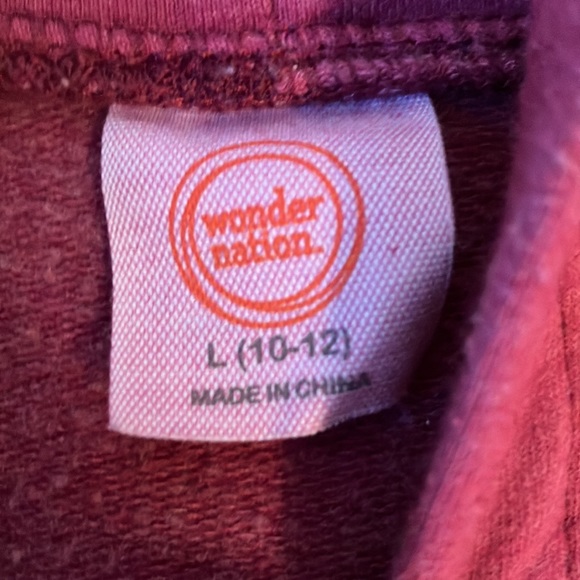 wonder
nation.
L (10-12)
MADE IN CHINA